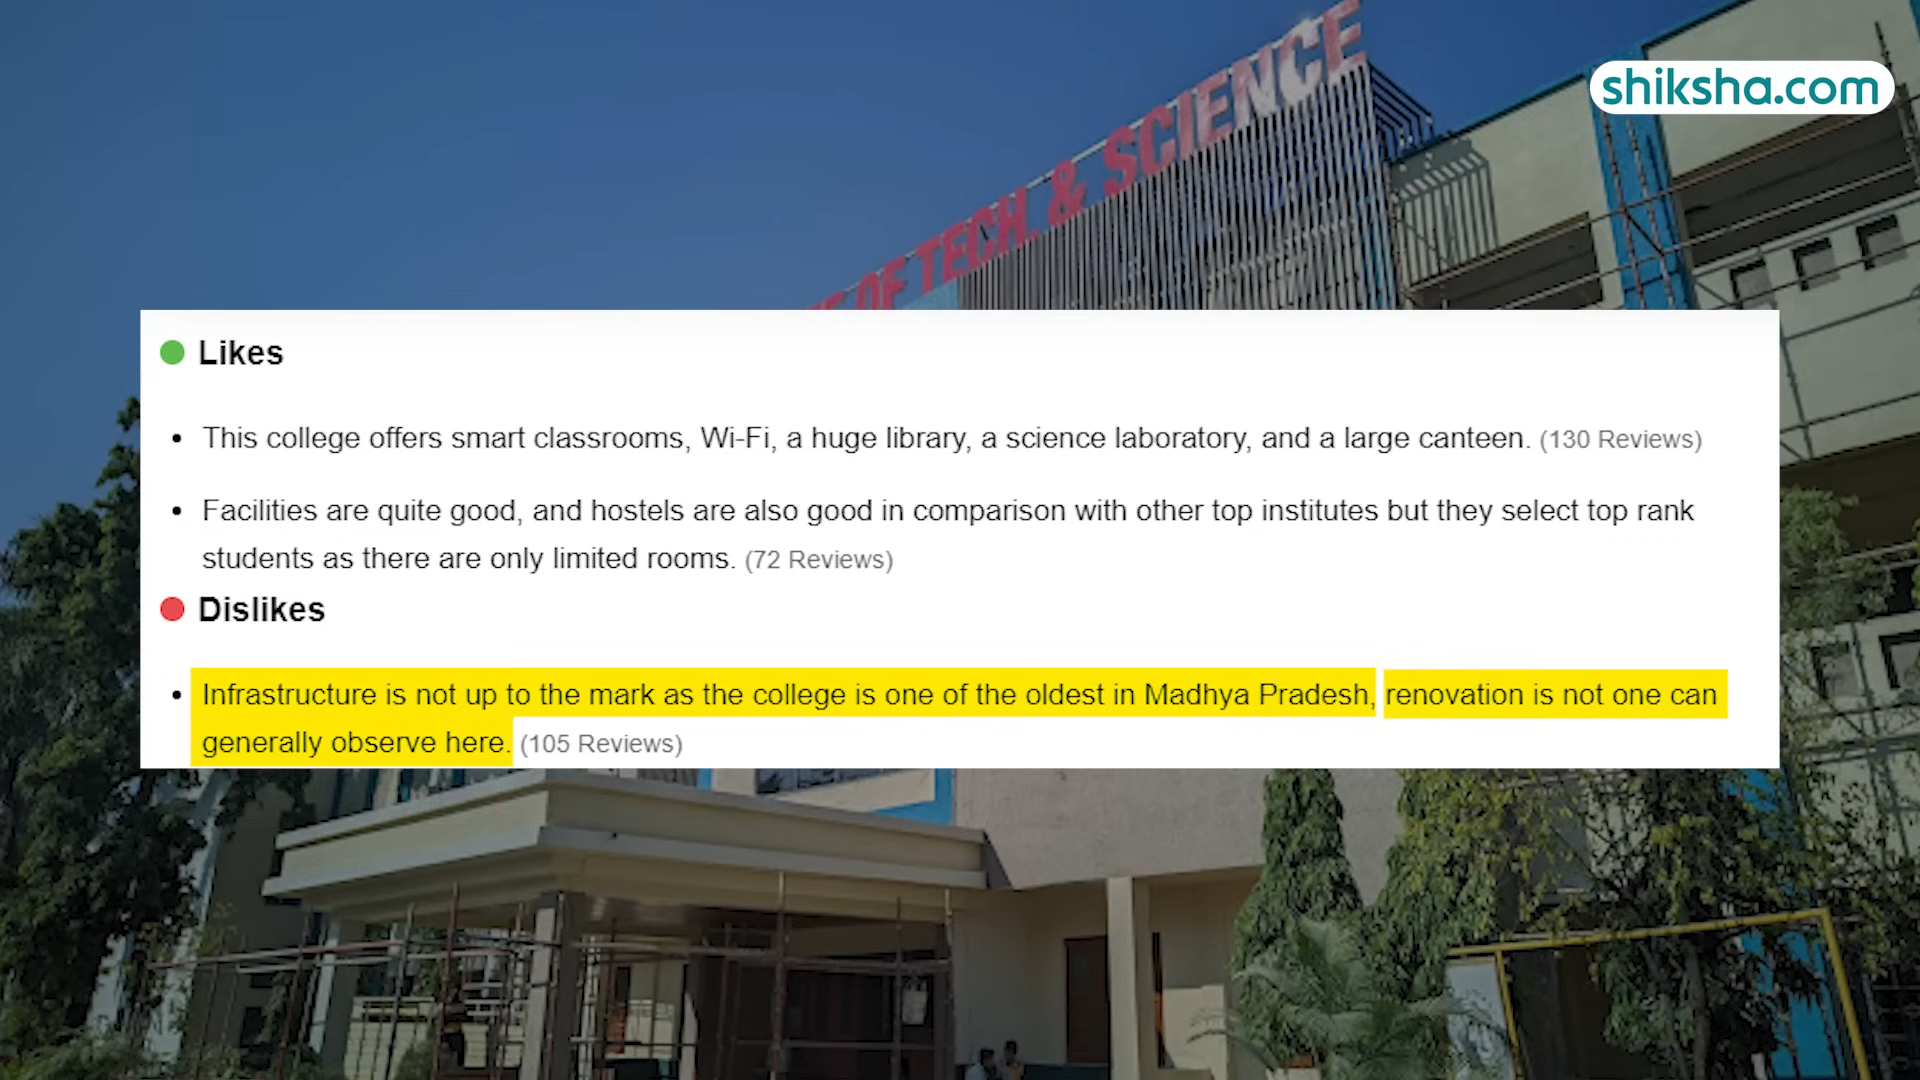 shiksha.com
OF TECH. & SCIENCE
Likes
• This college offers smart classrooms, Wi-Fi, a huge library, a science laboratory, and a large canteen. (130 Reviews)
• Facilities are quite good, and hostels are also good in comparison with other top institutes but they select top rank
students as there are only limited rooms. (72 Reviews)
Dislikes
• Infrastructure is not up to the mark as the college is one of the oldest in Madhya Pradesh, renovation is not one can
generally observe here. (105 Reviews)